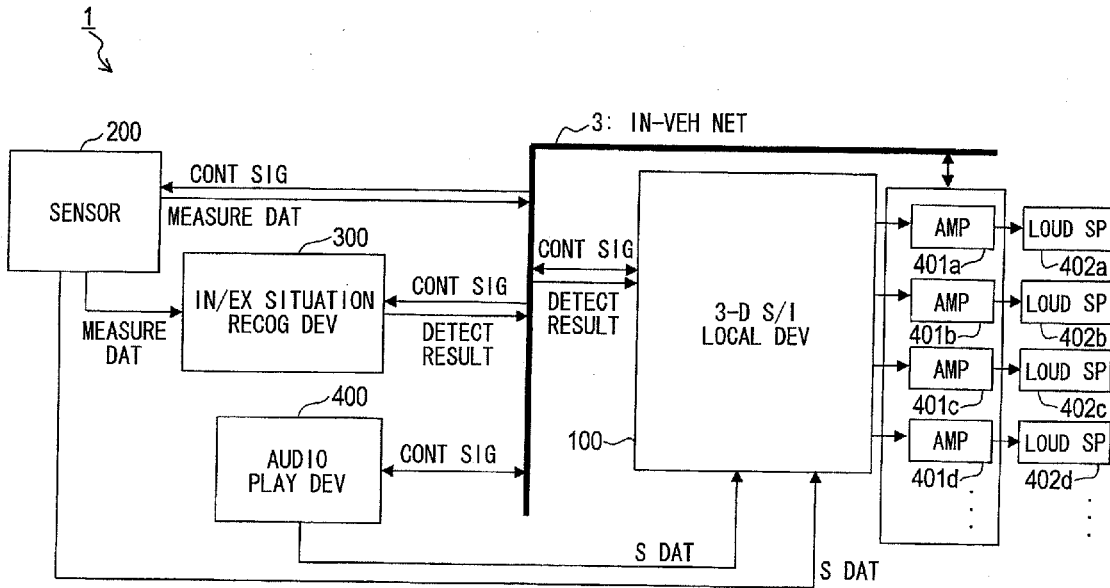 1
3: IN-VEH NET
200
SENSOR
CONT SIG
MEASURE DAT
300
IN/EX SITUATION
RECOG DEV
MEASURE
DAT
CONT SIG
DETECT
RESULT
400
AUDIO
PLAY DEV
CONT SIG
CONT SIG
DETECT
RESULT
3-D S/I
LOCAL DEV
100
AMP
401a
LOUD SP
402a
AMP
401b
LOUD SP
402b
AMP
401c
LOUD SP
402c
AMP
401d
LOUD SP
402d
S DAT
S DAT